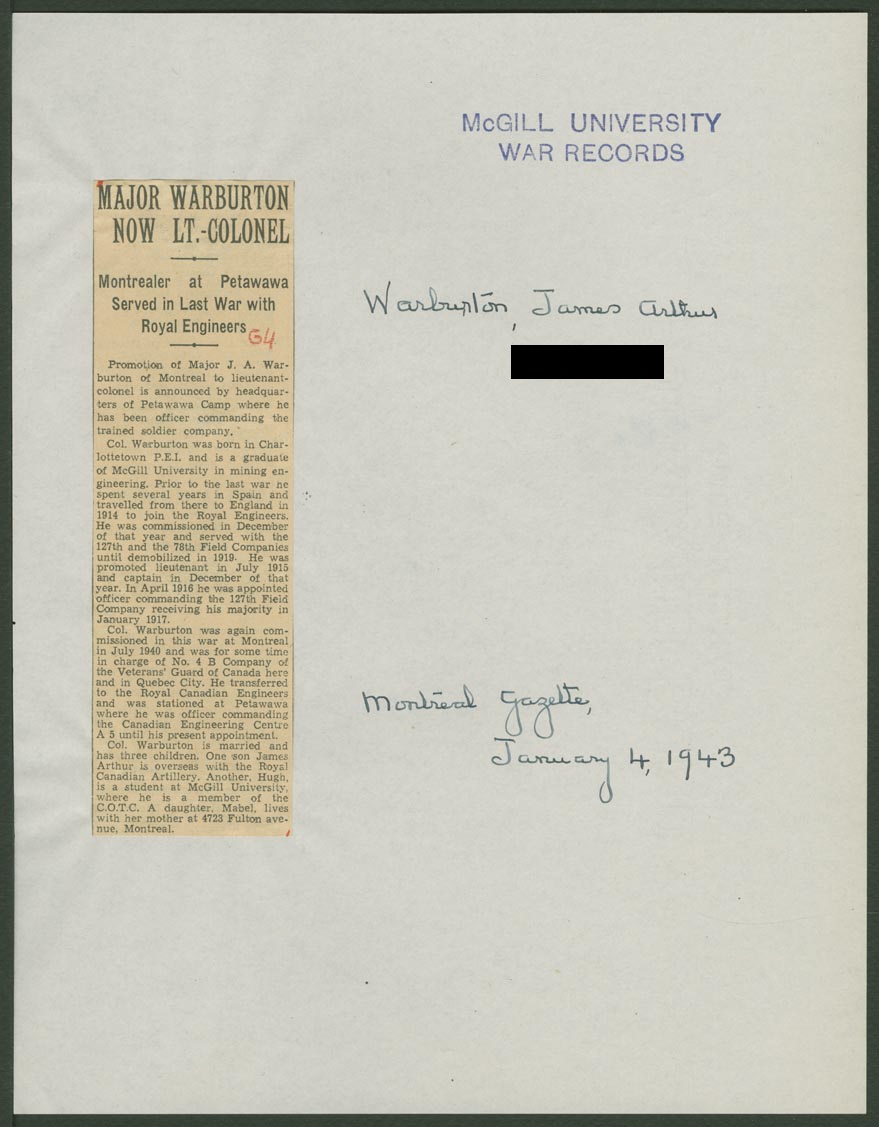 McGILL UNIVERSITY
WAR RECORDS
MAJOR WARBURTON
NOW LT.-COLONEL
Montrealer at Petawawa
Served in Last War with
Royal Engineers
G4
Promotion of Major J. A. War-
burton of Montreal to lieutenant-
colonel is announced by headquar-
ters of Petawawa Camp where he
has been officer commanding the
trained soldier company.
Col. Warburton was born in Char-
lottetown P.E.I. and is a graduate
of McGill University in mining en-
gineering. Prior to the last war he
spent several years in Spain and
travelled from there to England in
1914 to join the Royal Engineers.
He was commissioned in December
of that year and served with the
127th and the 78th Field Companies
until demobilized in 1919. He was
promoted lieutenant in July 1915
and captain in December of that
year. In April 1916 he was appointed
officer commanding the 127th Field
Company receiving his majority in
January 1917.
Col. Warburton was again com-
missioned in this war at Montreal
in July 1940 and was for some time
in charge of No. 4 B Company of
the Veterans' Guard of Canada here
and in Quebec City. He transferred
to the Royal Canadian Engineers
and was stationed at Petawawa
where he was officer commanding
the Canadian Engineering Centre
A 5 until his present appointment.
Col. Warburton is married and
has three children. One son James
Arthur is overseas with the Royal
Canadian Artillery. Another, Hugh,
is a student at McGill University,
where he is a member of the
C.O.T.C. A daughter, Mabel, lives
with her mother at 4723 Fulton ave-
nue, Montreal.
Warburton, James Arthur
Montreal Gazette,
January 4, 1943